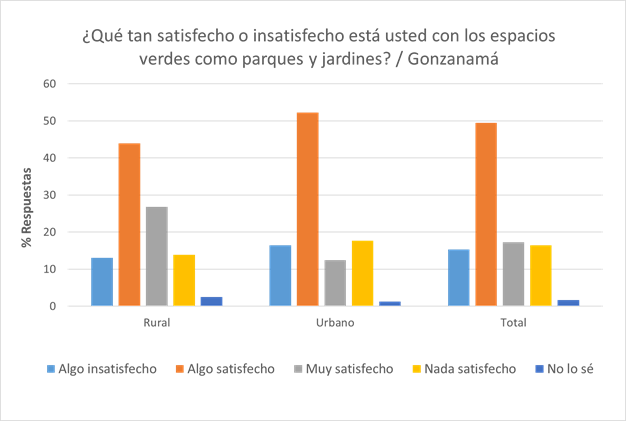 ¿Qué tan satisfecho o insatisfecho está usted con los espacios
verdes como parques y jardines? / Gonzanamá
60
50
40
30
20
10
0
% Respuestas
Rural Urbano Total
Algo insatisfecho Algo satisfecho Muy satisfecho Nada satisfecho No lo sé